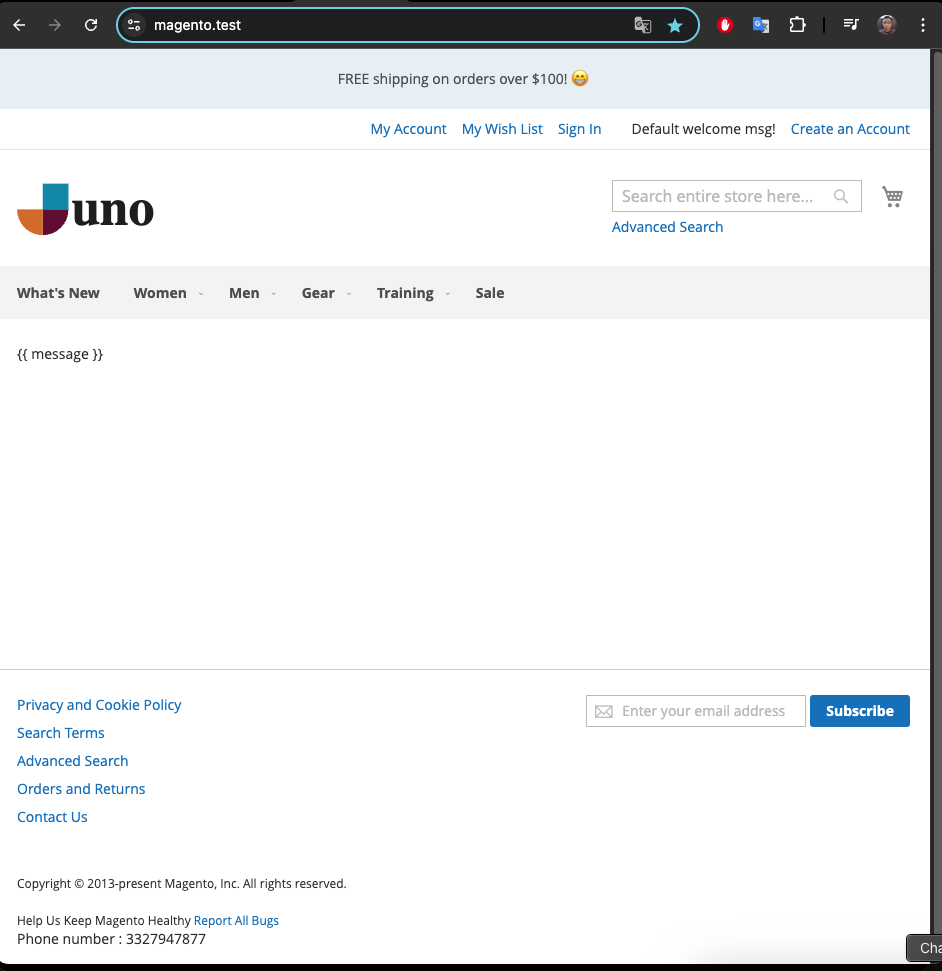 magento.test
FREE shipping on orders over $100! 😁
My Account My Wish List Sign In Default welcome msg! Create an Account
uno
Search entire store here...
Advanced Search
What's New Women Men Gear Training Sale
{{ message }}
Privacy and Cookie Policy
Enter your email address Subscribe
Search Terms
Advanced Search
Orders and Returns
Contact Us
Copyright © 2013-present Magento, Inc. All rights reserved.
Help Us Keep Magento Healthy Report All Bugs
Phone number : 3327947877
Cha